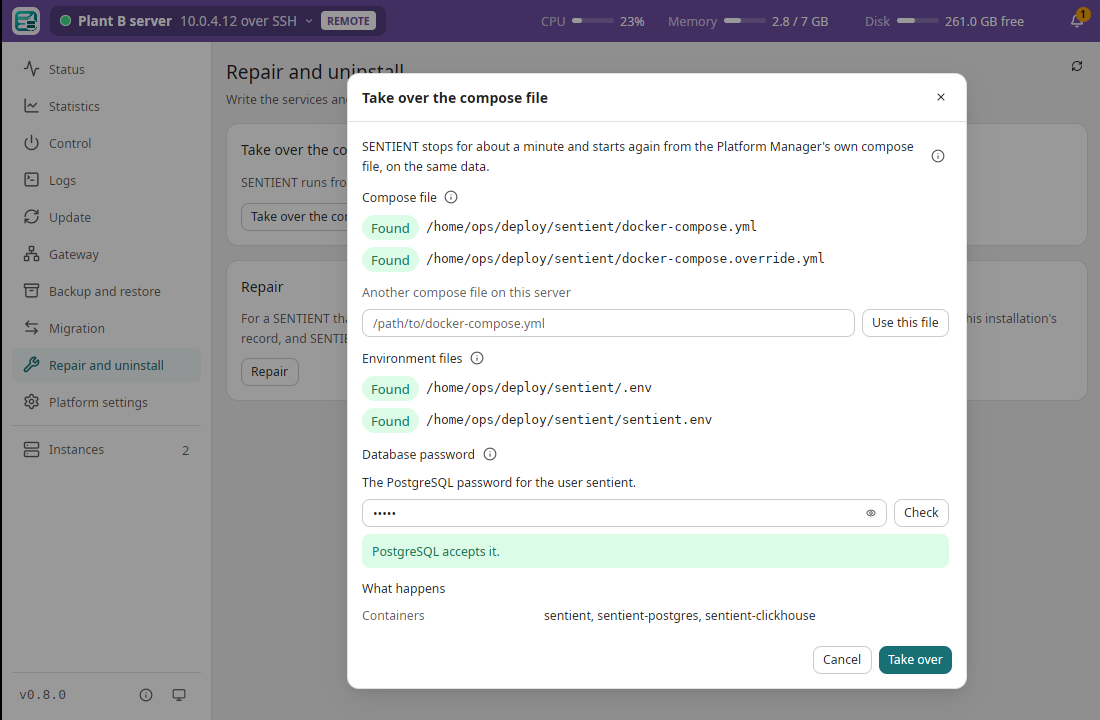 Plant B server 10.0.4.12 over SSH REMOTE CPU 23% Memory 2.8 / 7 GB Disk 261.0 GB free 1
Status
Statistics
Control
Logs
Update
Gateway
Backup and restore
Migration
Repair and uninstall
Platform settings
Instances 2
v0.8.0
Repair and uninstall
Write the services an
Take over the co
SENTIENT runs fro
Take over the cor
Repair
For a SENTIENT th
his installation's
record, and SENTIE
Repair
Take over the compose file
SENTIENT stops for about a minute and starts again from the Platform Manager's own compose
file, on the same data.
Compose file
Found /home/ops/deploy/sentient/docker-compose.yml
Found /home/ops/deploy/sentient/docker-compose.override.yml
Another compose file on this server
/path/to/docker-compose.yml Use this file
Environment files
Found /home/ops/deploy/sentient/.env
Found /home/ops/deploy/sentient/sentient.env
Database password
The PostgreSQL password for the user sentient.
••••• Check
PostgreSQL accepts it.
What happens
Containers sentient, sentient-postgres, sentient-clickhouse
Cancel Take over